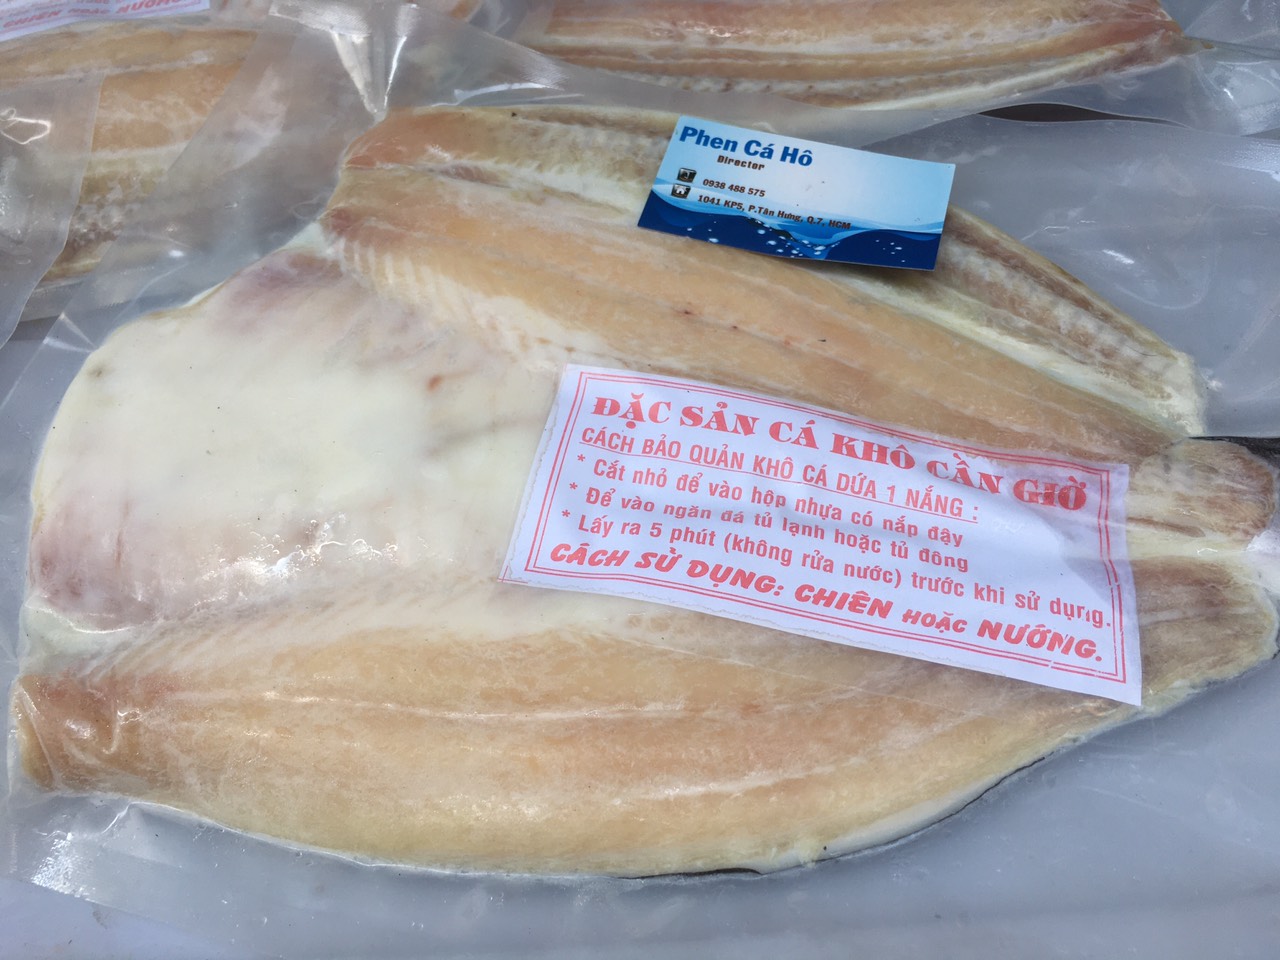 CHIÊN HOẶC NƯỚNG
Phen Cá Hô
Director
0938 488 575
1041 KP5, P.Tân Hưng, Q.7, HCM
ĐẶC SẢN CÁ KHÔ CẦN GIỜ
CÁCH BẢO QUẢN KHÔ CÁ DỨA 1 NẮNG :
* Cắt nhỏ để vào hộp nhựa có nắp đậy
* Để vào ngăn đá tủ lạnh hoặc tủ đông
* Lấy ra 5 phút (không rửa nước) trước khi sử dụng.
CÁCH SỬ DỤNG: CHIÊN HOẶC NƯỚNG.